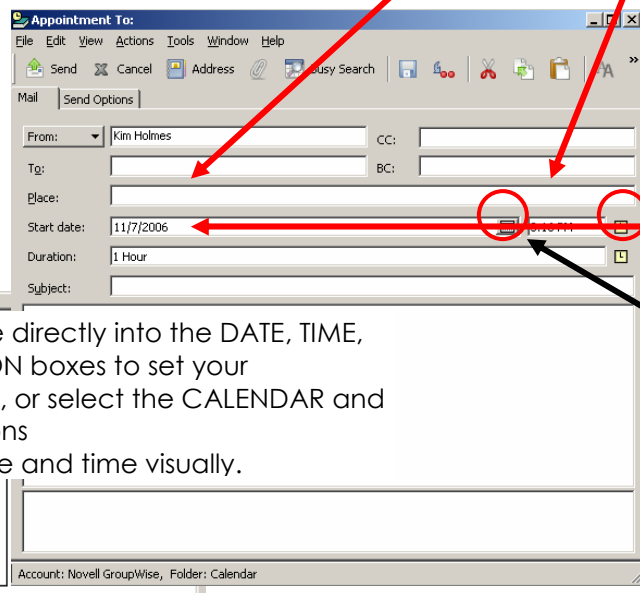 Appointment To:
File Edit View Actions Tools Window Help
Send Cancel Address Busy Search
Mail Send Options
From: Kim Holmes CC:
To: BC:
Place:
Start date: 11/7/2006
Duration: 1 Hour
Subject:
directly into the DATE, TIME,
boxes to set your
, or select the CALENDAR and
and time visually.
Account: Novell GroupWise, Folder: Calendar